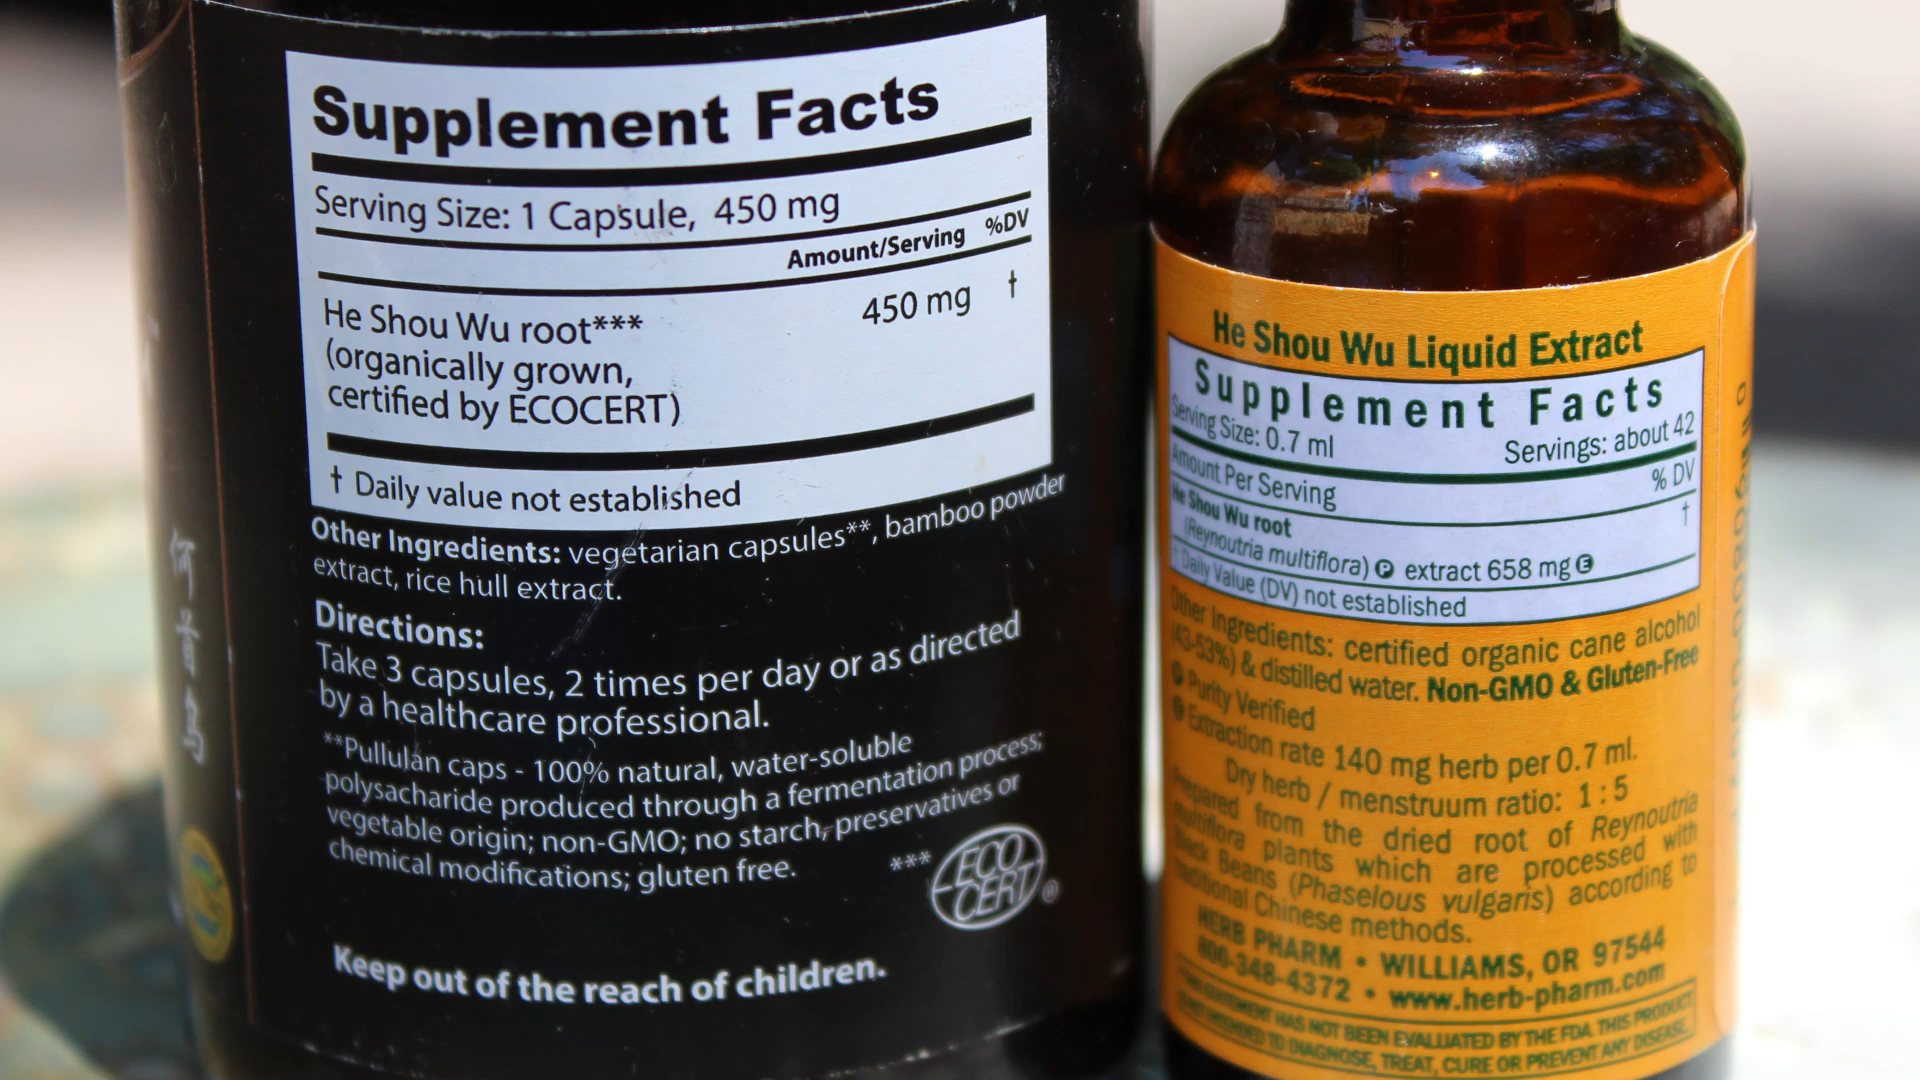 Supplement Facts
Serving Size: 1 Capsule, 450 mg
Amount/Serving %DV
He Shou Wu root*** 450 mg †
(organically grown,
certified by ECOCERT)
† Daily value not established
Other Ingredients: vegetarian capsules**, bamboo powder
extract, rice hull extract.
Directions:
Take 3 capsules, 2 times per day or as directed
by a healthcare professional.
**Pullulan caps - 100% natural, water-soluble
polysacharide produced through a fermentation process;
vegetable origin; non-GMO; no starch, preservatives or
chemical modifications; gluten free.
*** ECO
CERT®
Keep out of the reach of children.
何首乌
He Shou Wu Liquid Extract
Supplement Facts
Serving Size: 0.7 ml Servings: about 42
Amount Per Serving % DV
He Shou Wu root †
(Reynoutria multiflora) Ⓟ extract 658 mg Ⓔ
† Daily Value (DV) not established
Other Ingredients: certified organic cane alcohol
(43-53%) & distilled water. Non-GMO & Gluten-Free
Ⓟ Purity Verified
Ⓔ Extraction rate 140 mg herb per 0.7 ml.
Dry herb / menstruum ratio: 1 : 5
Prepared from the dried root of Reynoutria
multiflora plants which are processed with
Black Beans (Phaselous vulgaris) according to
traditional Chinese methods.
HERB PHARM • WILLIAMS, OR 97544
800-348-4372 • www.herb-pharm.com
THIS STATEMENT HAS NOT BEEN EVALUATED BY THE FDA. THIS PRODUCT
IS NOT INTENDED TO DIAGNOSE, TREAT, CURE OR PREVENT ANY DISEASE.